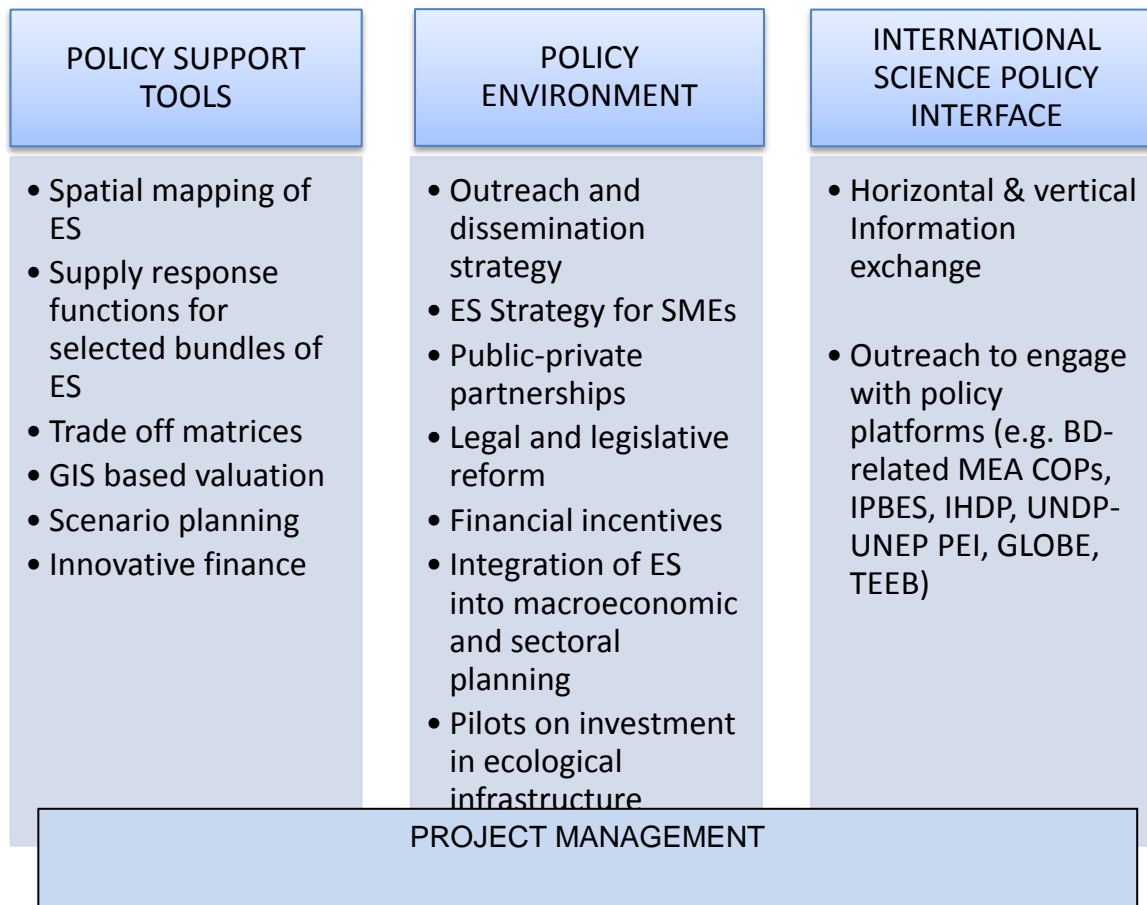 POLICY SUPPORT
TOOLS
• Spatial mapping of
ES
• Supply response
functions for
selected bundles of
ES
• Trade off matrices
• GIS based valuation
• Scenario planning
• Innovative finance
POLICY
ENVIRONMENT
• Outreach and
dissemination
strategy
• ES Strategy for SMEs
• Public-private
partnerships
• Legal and legislative
reform
• Financial incentives
• Integration of ES
into macroeconomic
and sectoral
planning
• Pilots on investment
in ecological
infrastructure
INTERNATIONAL
SCIENCE POLICY
INTERFACE
• Horizontal & vertical
Information
exchange
• Outreach to engage
with policy
platforms (e.g. BD-
related MEA COPs,
IPBES, IHDP, UNDP-
UNEP PEI, GLOBE,
TEEB)
PROJECT MANAGEMENT